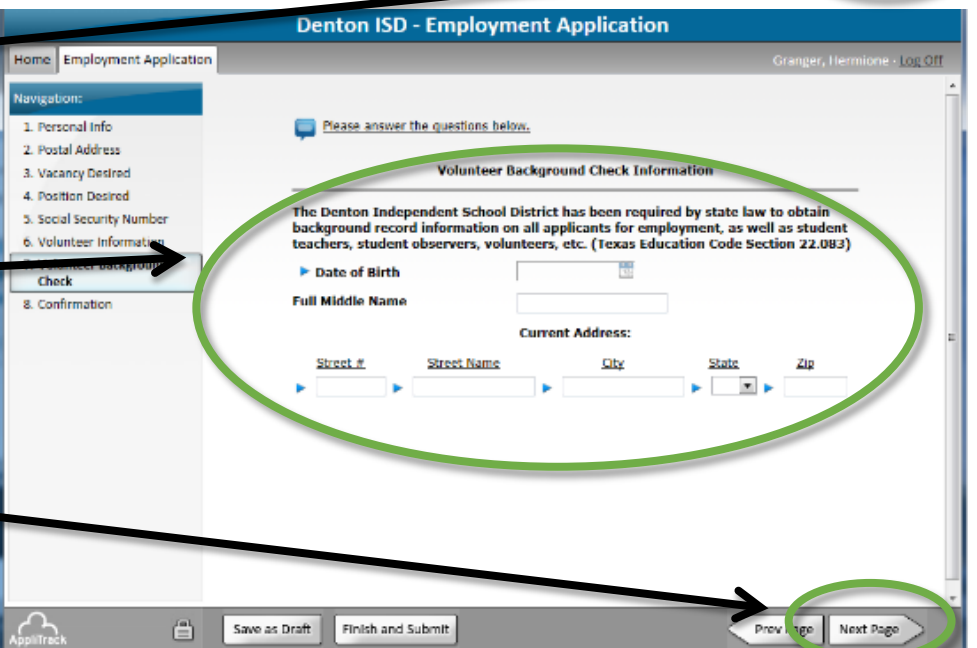 Denton ISD - Employment Application
Home Employment Application Granger, Hermione - Log Off
Navigation:
1. Personal Info
2. Postal Address
3. Vacancy Desired
4. Position Desired
5. Social Security Number
6. Volunteer Information
Volunteer Background
Check
8. Confirmation
Please answer the questions below.
Volunteer Background Check Information
The Denton Independent School District has been required by state law to obtain
background record information on all applicants for employment, as well as student
teachers, student observers, volunteers, etc. (Texas Education Code Section 22.083)
Date of Birth
Full Middle Name
Current Address:
Street # Street Name City State Zip
AppliTrack Save as Draft Finish and Submit Prev Page Next Page